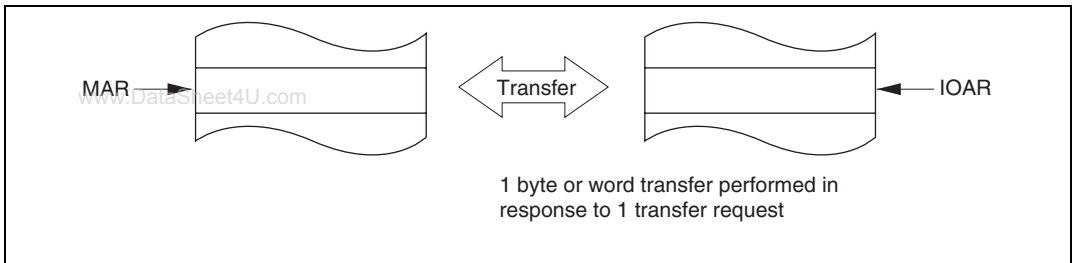 MAR
Transfer
IOAR
www.DataSheet4U.com
1 byte or word transfer performed in
response to 1 transfer request